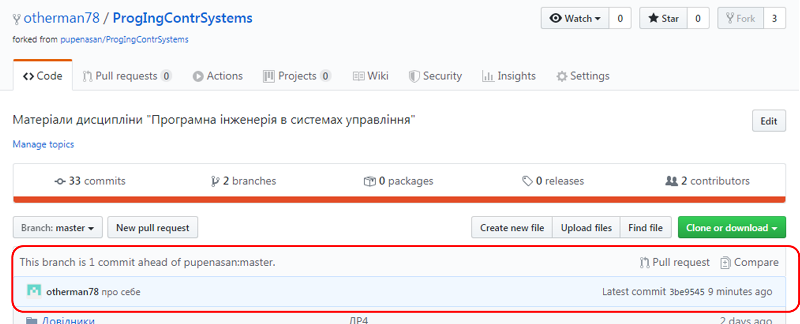 otherman78 / ProgIngContrSystems
Watch 0 Star 0 Fork 3
forked from pupenasan/ProgIngContrSystems
Code Pull requests 0 Actions Projects 0 Wiki Security Insights Settings
Матеріали дисципліни "Програмна інженерія в системах управління"
Edit
Manage topics
33 commits 2 branches 0 packages 0 releases 2 contributors
Branch: master New pull request Create new file Upload files Find file Clone or download
This branch is 1 commit ahead of pupenasan:master. Pull request Compare
otherman78 про себе Latest commit 3be9545 9 minutes ago
Довідники ЛР4 2 days ago